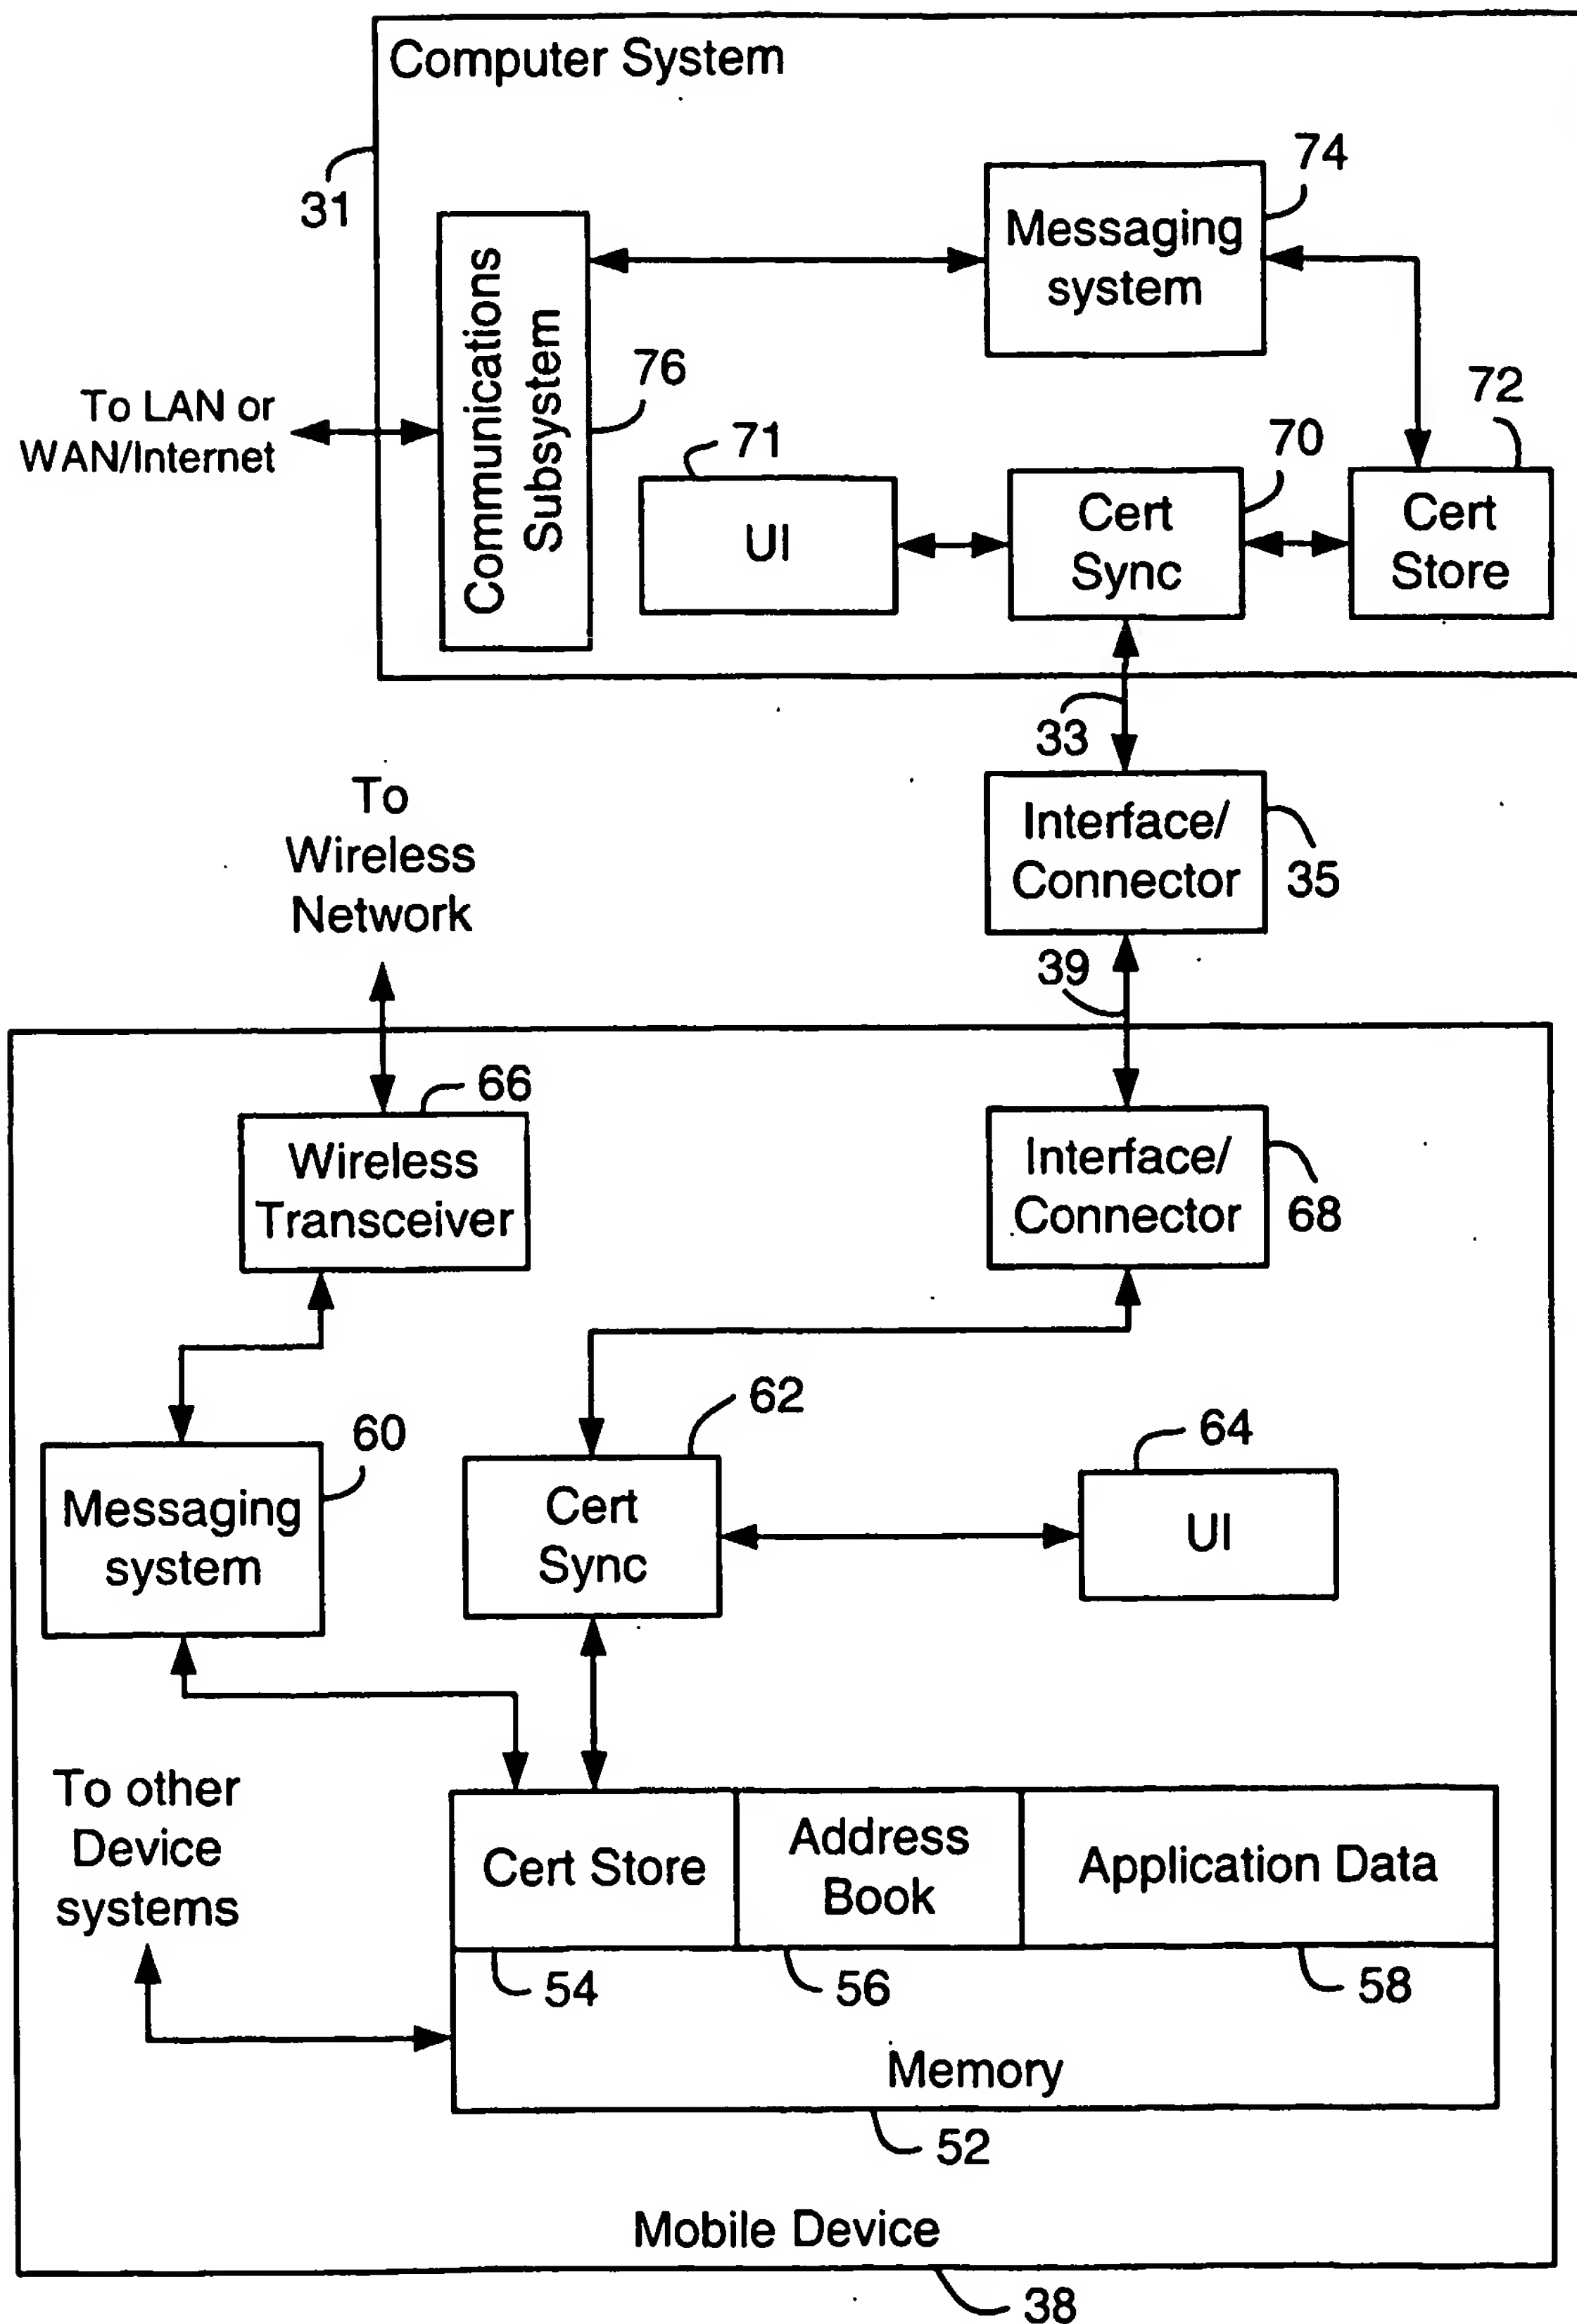 Computer System
31
74
Messaging
system
Communications
Subsystem
76
To LAN or
WAN/Internet
71
UI
70
Cert
Sync
72
Cert
Store
33
Interface/
Connector
35
To
Wireless
Network
39
66
Wireless
Transceiver
Interface/
Connector
68
62
Cert
Sync
64
UI
60
Messaging
system
To other
Device
systems
Cert Store
Address
Book
Application Data
54
56
58
Memory
52
Mobile Device
38